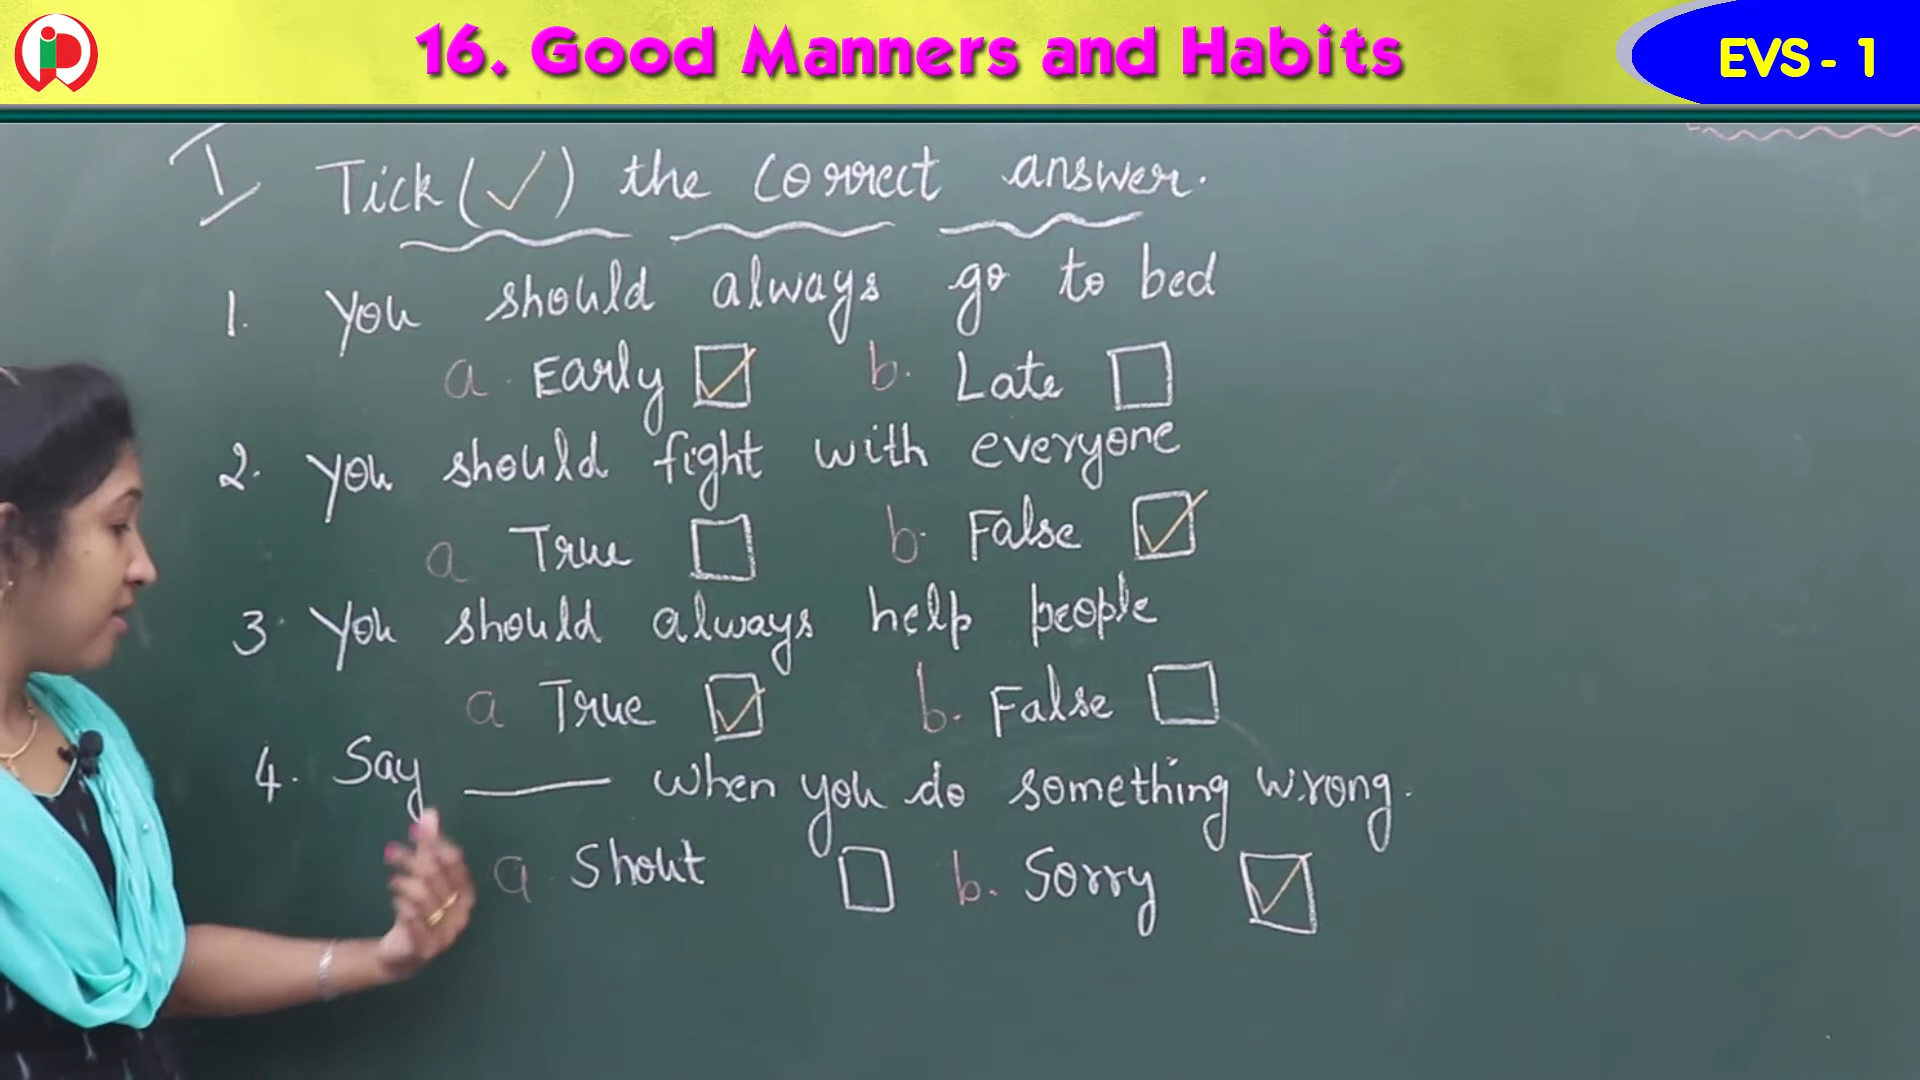 16. Good Manners and Habits
EVS - 1
I Tick (✓) the correct answer.
1. You should always go to bed
a. Early ☑ b. Late ☐
2. You should fight with everyone
a True ☐ b. False ☑
3. You should always help people
a True ☑ b. False ☐
4. Say ____ when you do something wrong.
a. Shout ☐ b. Sorry ☑